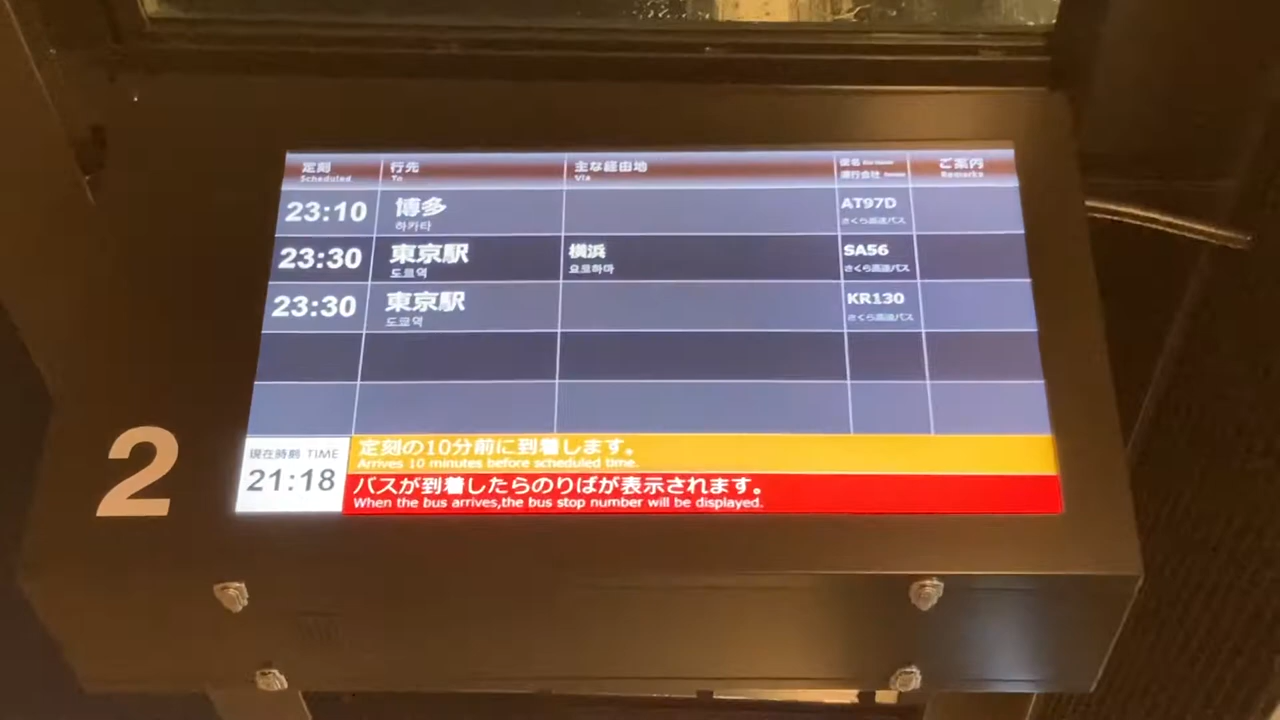 定刻 行先 主な経由地 便名 ご案内
Scheduled To Via 運行会社 Remarks
23:10 博多 AT97D
하카타 さくら高速バス
23:30 東京駅 横浜 SA56
도쿄역 요코하마 さくら高速バス
23:30 東京駅 KR130
도쿄역 さくら高速バス
現在時刻 TIME
21:18
定刻の10分前に到着します。
Arrives 10 minutes before scheduled time.
バスが到着したらのりばが表示されます。
When the bus arrives,the bus stop number will be displayed.
2